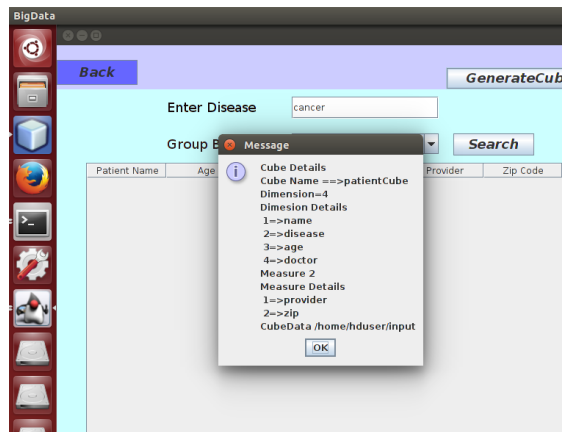 BigData
Back
GenerateCub
Enter Disease cancer
Group B
Search
Patient Name Age Provider Zip Code
Message
Cube Details
Cube Name ==>patientCube
Dimension=4
Dimesion Details
1=>name
2=>disease
3=>age
4=>doctor
Measure 2
Measure Details
1=>provider
2=>zip
CubeData /home/hduser/input
OK